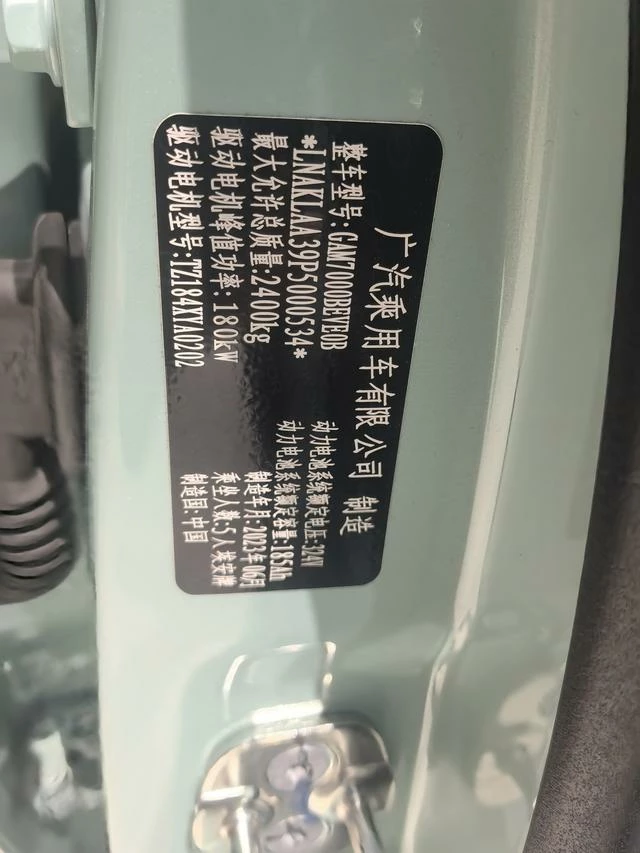 广汽乘用车有限公司 制造
整车型号:GAM7000BEVE0B 动力电池系统额定电压:324V
*LNAKLAA39P5000534* 动力电池系统额定容量:185Ah
最大允许总质量:2400kg 制造年月:2023年06月
驱动电机峰值功率:180kW 乘坐人数:5人 埃安牌
驱动电机型号:TZ184XYA0202 制造国:中国